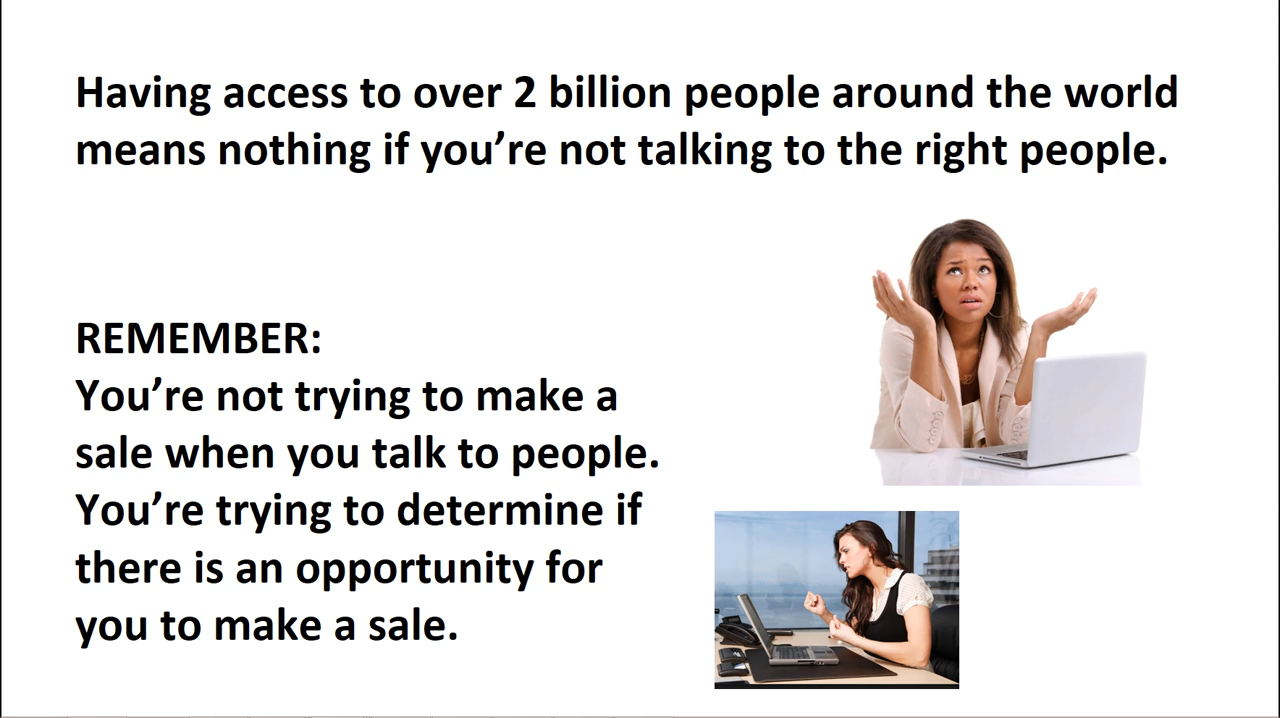 Having access to over 2 billion people around the world
means nothing if you’re not talking to the right people.
REMEMBER:
You’re not trying to make a
sale when you talk to people.
You’re trying to determine if
there is an opportunity for
you to make a sale.